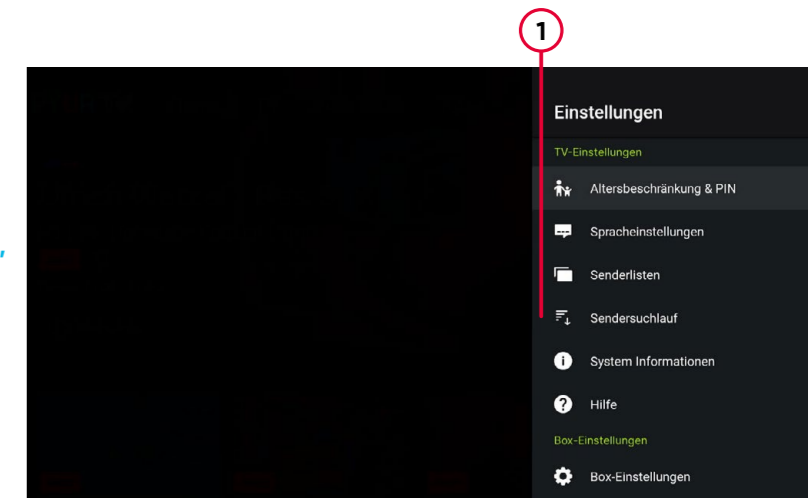 1
Einstellungen
TV-Einstellungen
Altersbeschränkung & PIN
Spracheinstellungen
Senderlisten
Sendersuchlauf
System Informationen
Hilfe
Box-Einstellungen
Box-Einstellungen